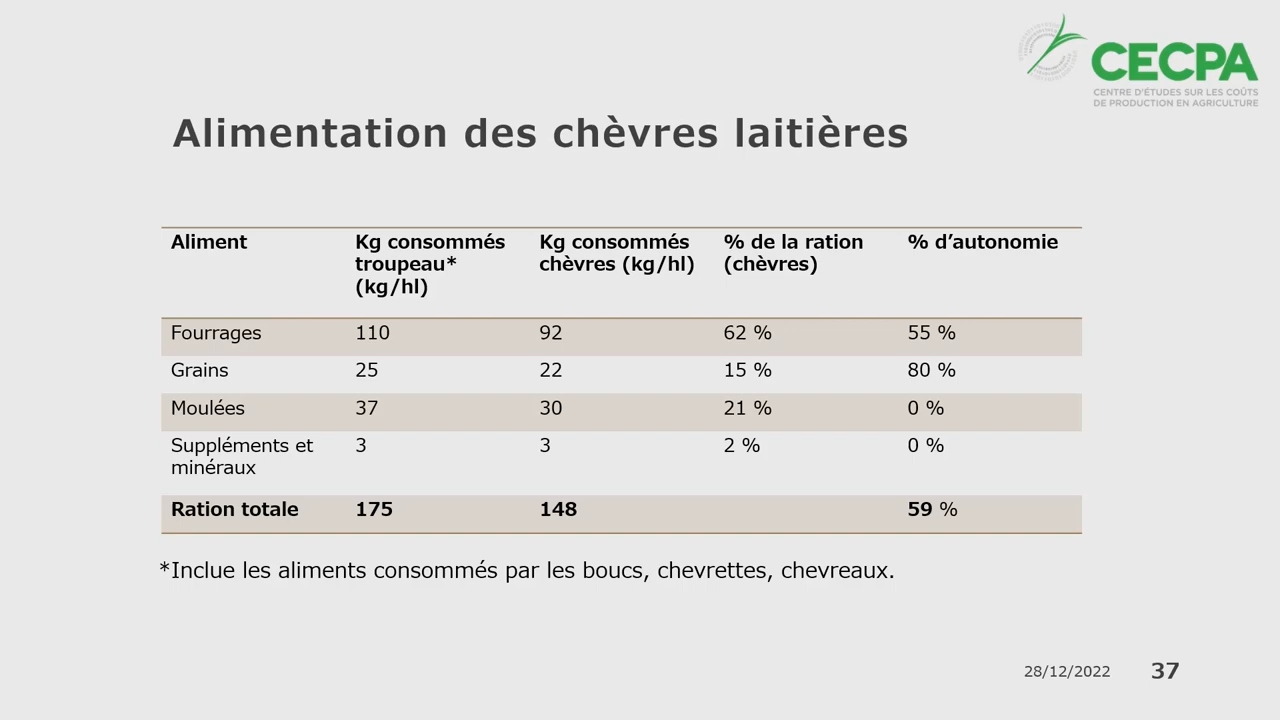 CECPA
CENTRE D'ÉTUDES SUR LES COÛTS
DE PRODUCTION EN AGRICULTURE
Alimentation des chèvres laitières
Aliment Kg consommés troupeau* (kg/hl) Kg consommés chèvres (kg/hl) % de la ration (chèvres) % d’autonomie
Fourrages 110 92 62 % 55 %
Grains 25 22 15 % 80 %
Moulées 37 30 21 % 0 %
Suppléments et minéraux 3 3 2 % 0 %
Ration totale 175 148 59 %
*Inclue les aliments consommés par les boucs, chevrettes, chevreaux.
28/12/2022 37